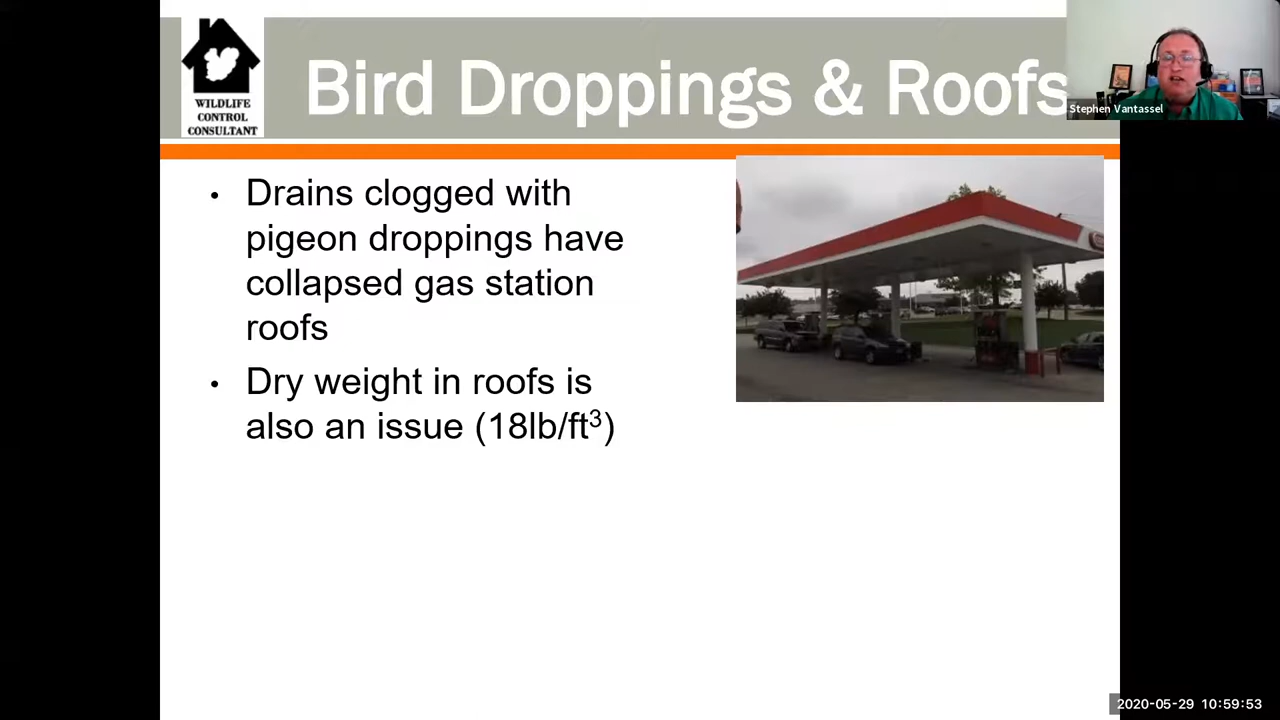 WILDLIFE
CONTROL
CONSULTANT
Bird Droppings & Roofs
Stephen Vantassel
• Drains clogged with
pigeon droppings have
collapsed gas station
roofs
• Dry weight in roofs is
also an issue (18lb/ft³)
2020-05-29 10:59:53